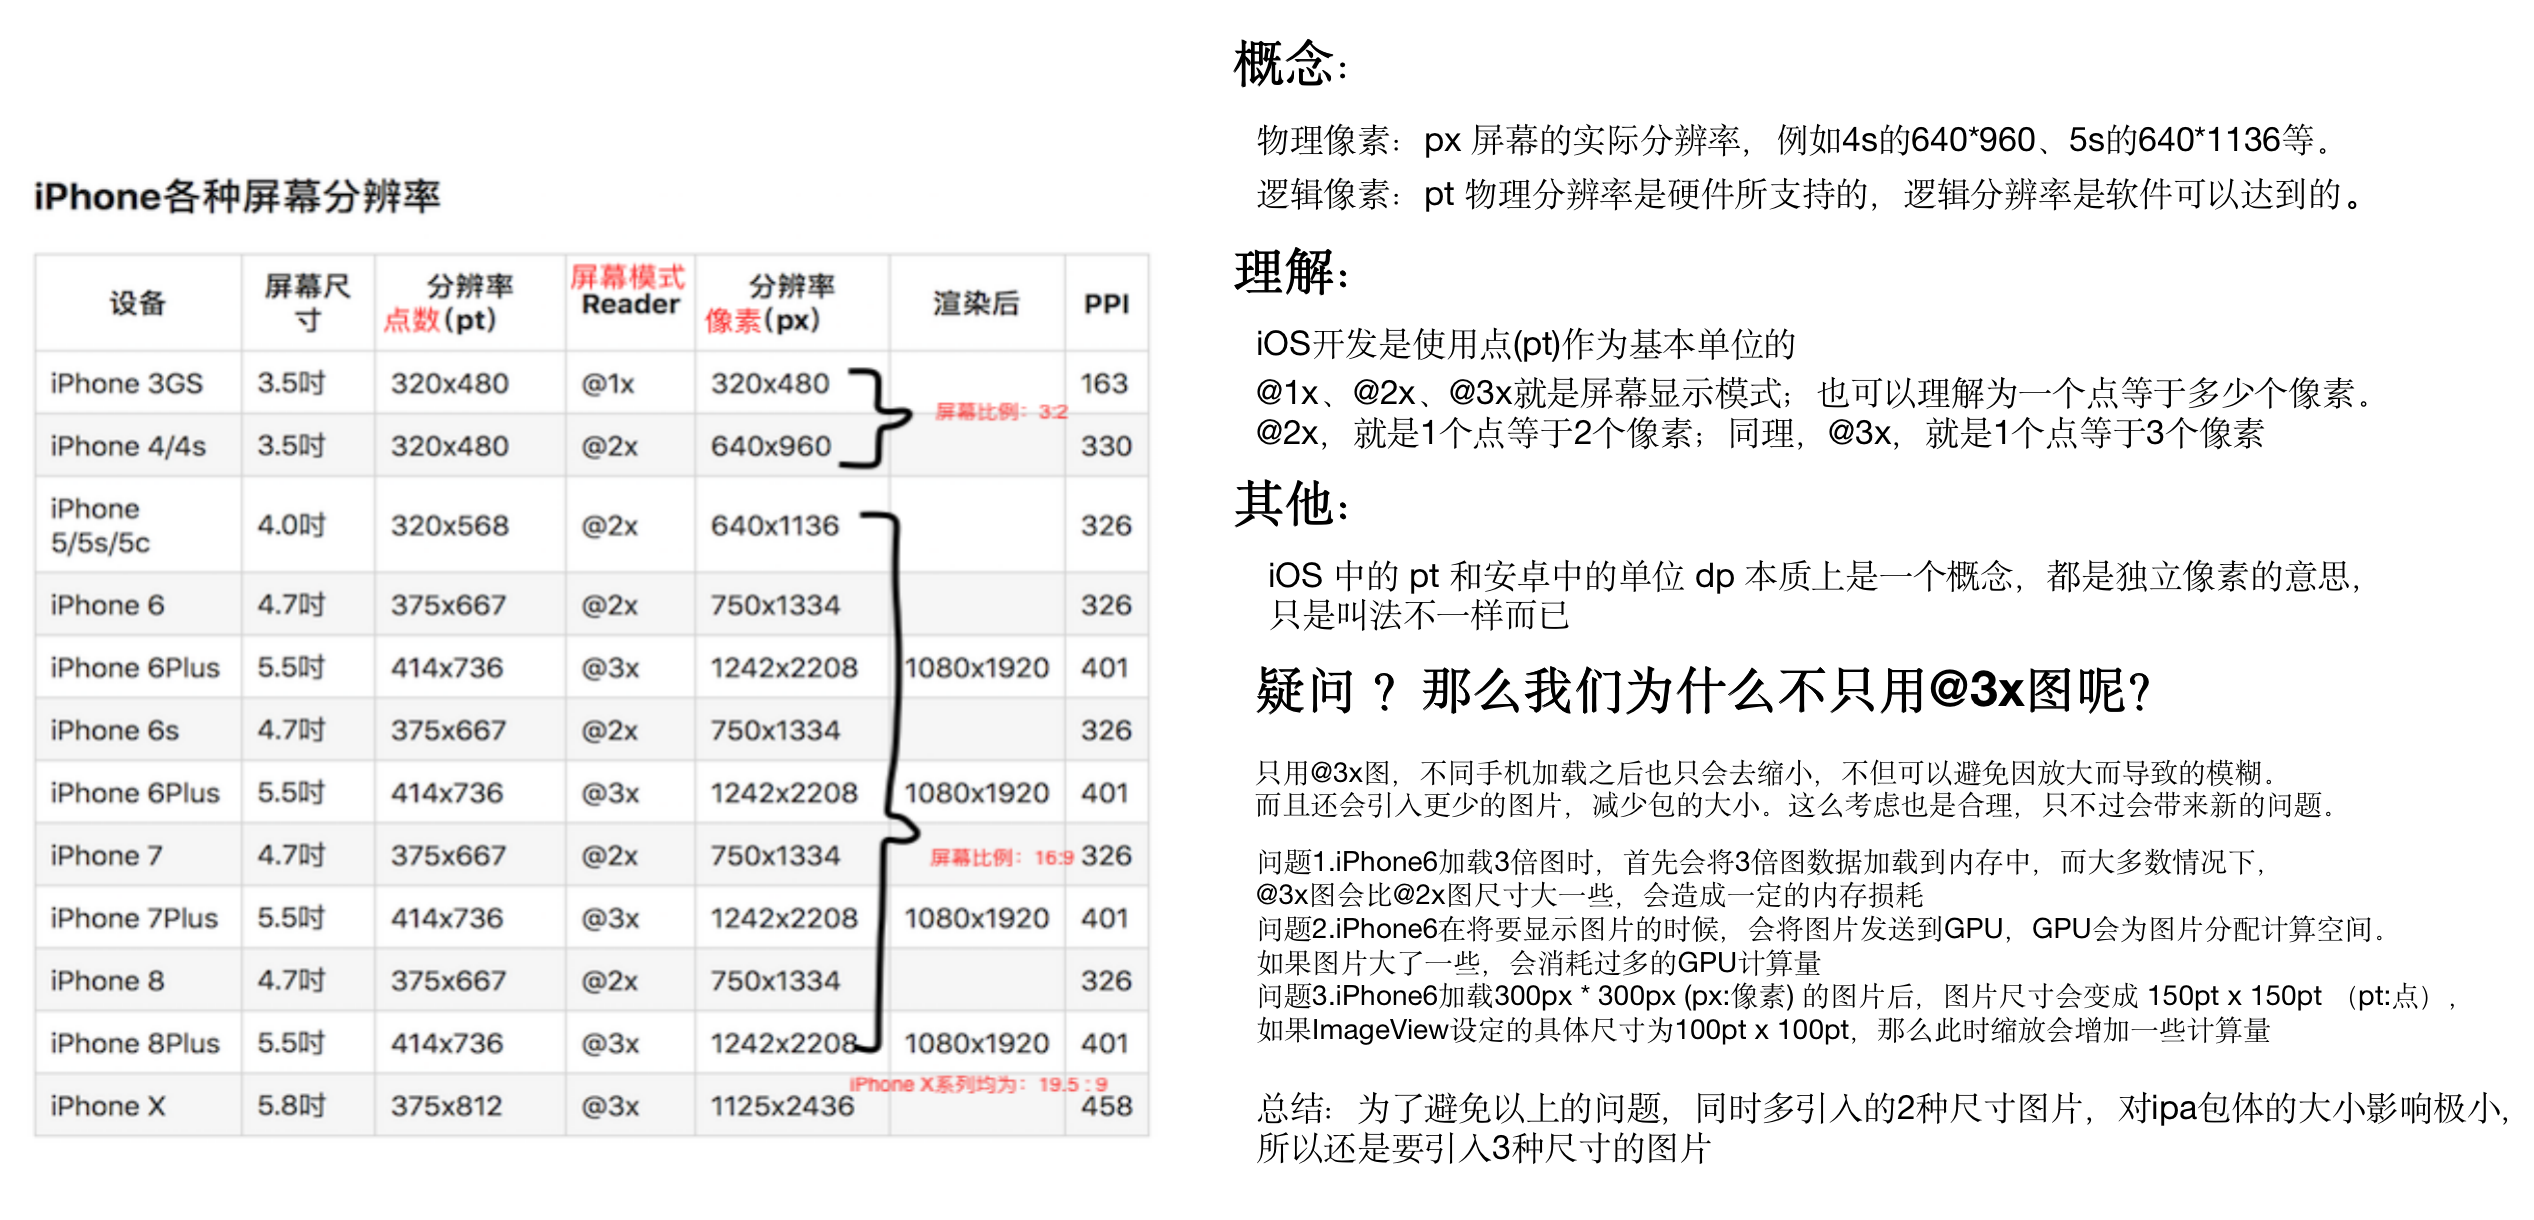 iPhone各种屏幕分辨率
设备 屏幕尺寸 分辨率点数(pt) 屏幕模式Reader 分辨率像素(px) 渲染后 PPI
iPhone 3GS 3.5吋 320x480 @1x 320x480 163
屏幕比例：3:2
iPhone 4/4s 3.5吋 320x480 @2x 640x960 330
iPhone 5/5s/5c 4.0吋 320x568 @2x 640x1136 326
iPhone 6 4.7吋 375x667 @2x 750x1334 326
iPhone 6Plus 5.5吋 414x736 @3x 1242x2208 1080x1920 401
iPhone 6s 4.7吋 375x667 @2x 750x1334 326
iPhone 6Plus 5.5吋 414x736 @3x 1242x2208 1080x1920 401
iPhone 7 4.7吋 375x667 @2x 750x1334 屏幕比例：16:9 326
iPhone 7Plus 5.5吋 414x736 @3x 1242x2208 1080x1920 401
iPhone 8 4.7吋 375x667 @2x 750x1334 326
iPhone 8Plus 5.5吋 414x736 @3x 1242x2208 1080x1920 401
iPhone X系列均为：19.5 : 9
iPhone X 5.8吋 375x812 @3x 1125x2436 458
概念：
物理像素：px 屏幕的实际分辨率，例如4s的640*960、5s的640*1136等。
逻辑像素：pt 物理分辨率是硬件所支持的，逻辑分辨率是软件可以达到的。
理解：
iOS开发是使用点(pt)作为基本单位的
@1x、@2x、@3x就是屏幕显示模式；也可以理解为一个点等于多少个像素。
@2x，就是1个点等于2个像素；同理，@3x，就是1个点等于3个像素
其他：
iOS 中的 pt 和安卓中的单位 dp 本质上是一个概念，都是独立像素的意思，
只是叫法不一样而已
疑问 ？那么我们为什么不只用@3x图呢？
只用@3x图，不同手机加载之后也只会去缩小，不但可以避免因放大而导致的模糊。
而且还会引入更少的图片，减少包的大小。这么考虑也是合理，只不过会带来新的问题。
问题1.iPhone6加载3倍图时，首先会将3倍图数据加载到内存中，而大多数情况下，
@3x图会比@2x图尺寸大一些，会造成一定的内存损耗
问题2.iPhone6在将要显示图片的时候，会将图片发送到GPU，GPU会为图片分配计算空间。
如果图片大了一些，会消耗过多的GPU计算量
问题3.iPhone6加载300px * 300px (px:像素) 的图片后，图片尺寸会变成 150pt x 150pt （pt:点），
如果ImageView设定的具体尺寸为100pt x 100pt，那么此时缩放会增加一些计算量
总结：为了避免以上的问题，同时多引入的2种尺寸图片，对ipa包体的大小影响极小，
所以还是要引入3种尺寸的图片